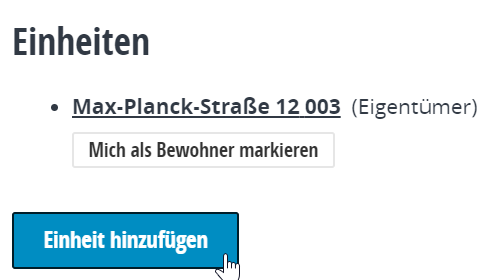 Einheiten
Max-Planck-Straße 12 003 (Eigentümer)
Mich als Bewohner markieren
Einheit hinzufügen